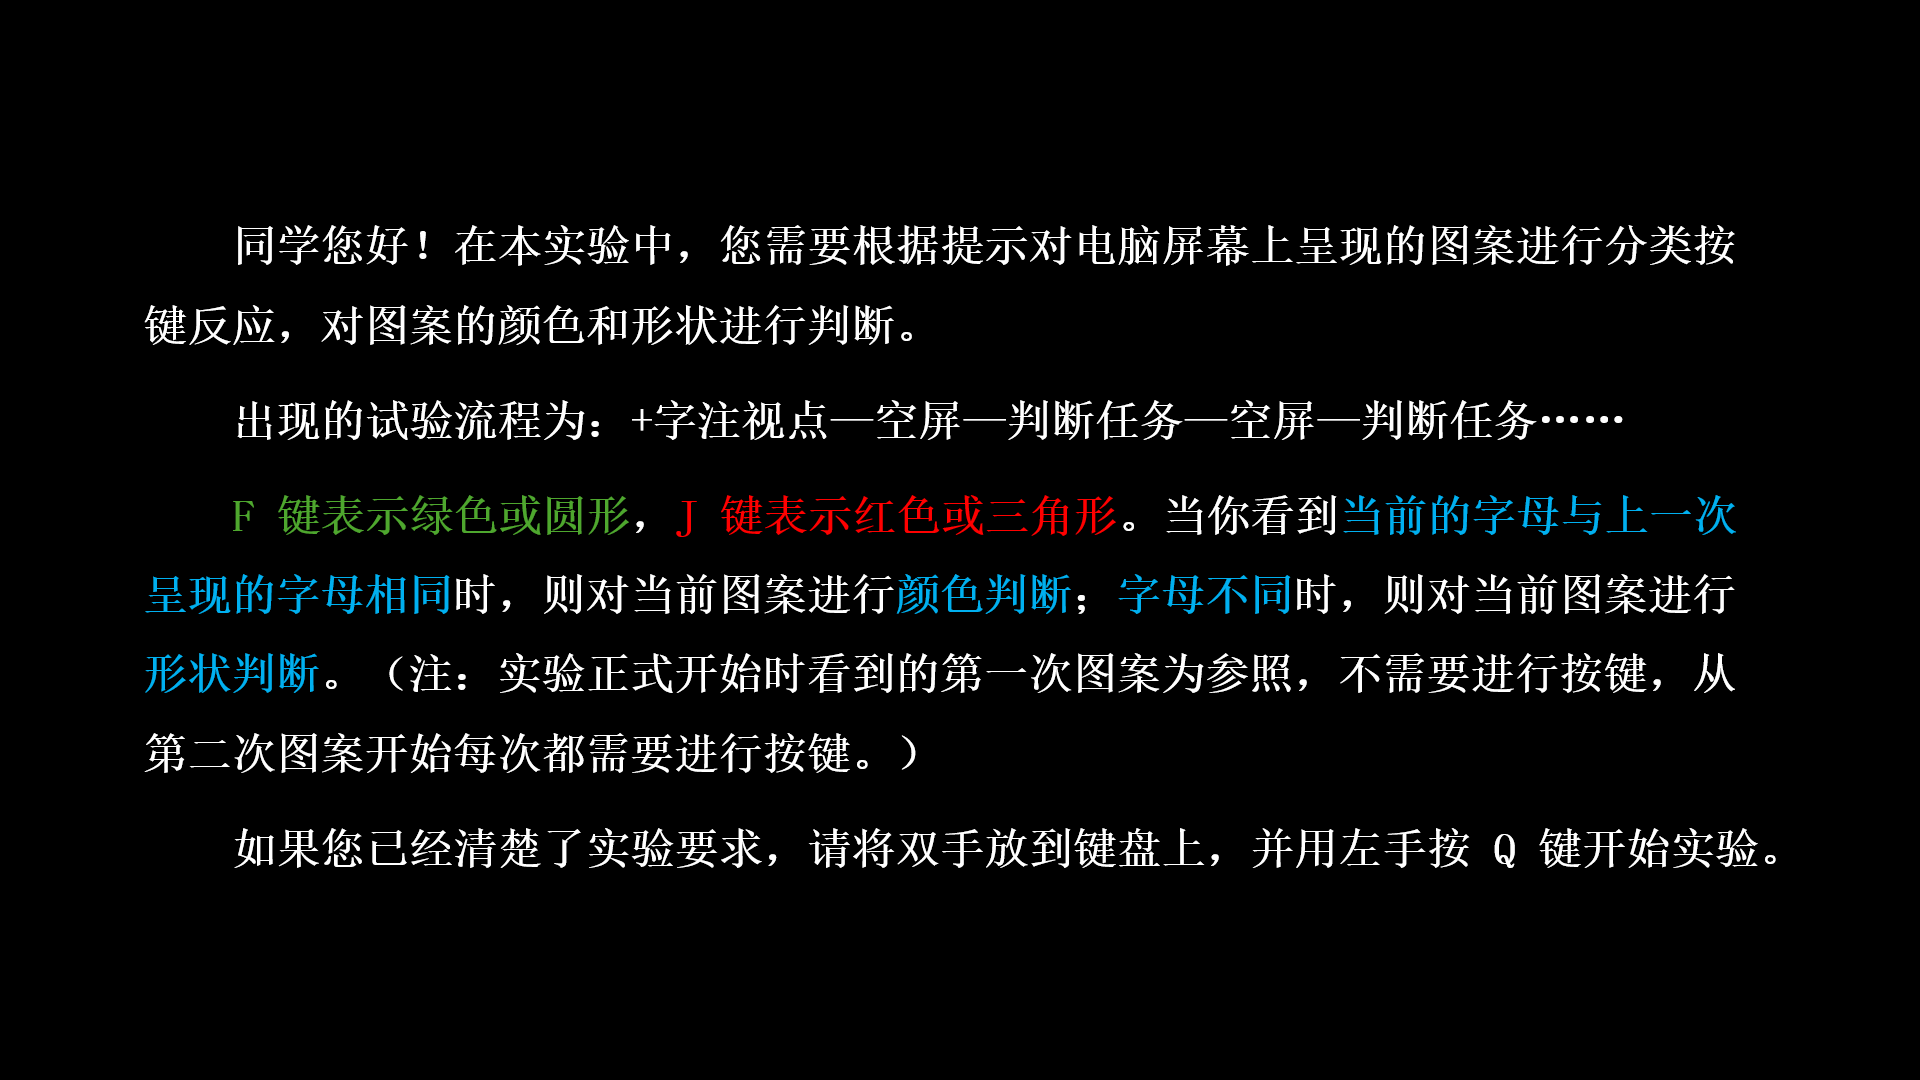 同学您好！在本实验中，您需要根据提示对电脑屏幕上呈现的图案进行分类按
键反应，对图案的颜色和形状进行判断。
出现的试验流程为：+字注视点—空屏—判断任务—空屏—判断任务……
F 键表示绿色或圆形，J 键表示红色或三角形。当你看到当前的字母与上一次
呈现的字母相同时，则对当前图案进行颜色判断；字母不同时，则对当前图案进行
形状判断。（注：实验正式开始时看到的第一次图案为参照，不需要进行按键，从
第二次图案开始每次都需要进行按键。）
如果您已经清楚了实验要求，请将双手放到键盘上，并用左手按 Q 键开始实验。